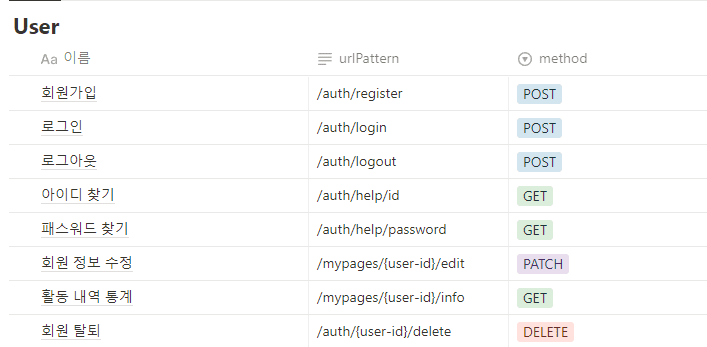 User
Aa 이름 urlPattern method
회원가입 /auth/register POST
로그인 /auth/login POST
로그아웃 /auth/logout POST
아이디 찾기 /auth/help/id GET
패스워드 찾기 /auth/help/password GET
회원 정보 수정 /mypages/{user-id}/edit PATCH
활동 내역 통계 /mypages/{user-id}/info GET
회원 탈퇴 /auth/{user-id}/delete DELETE